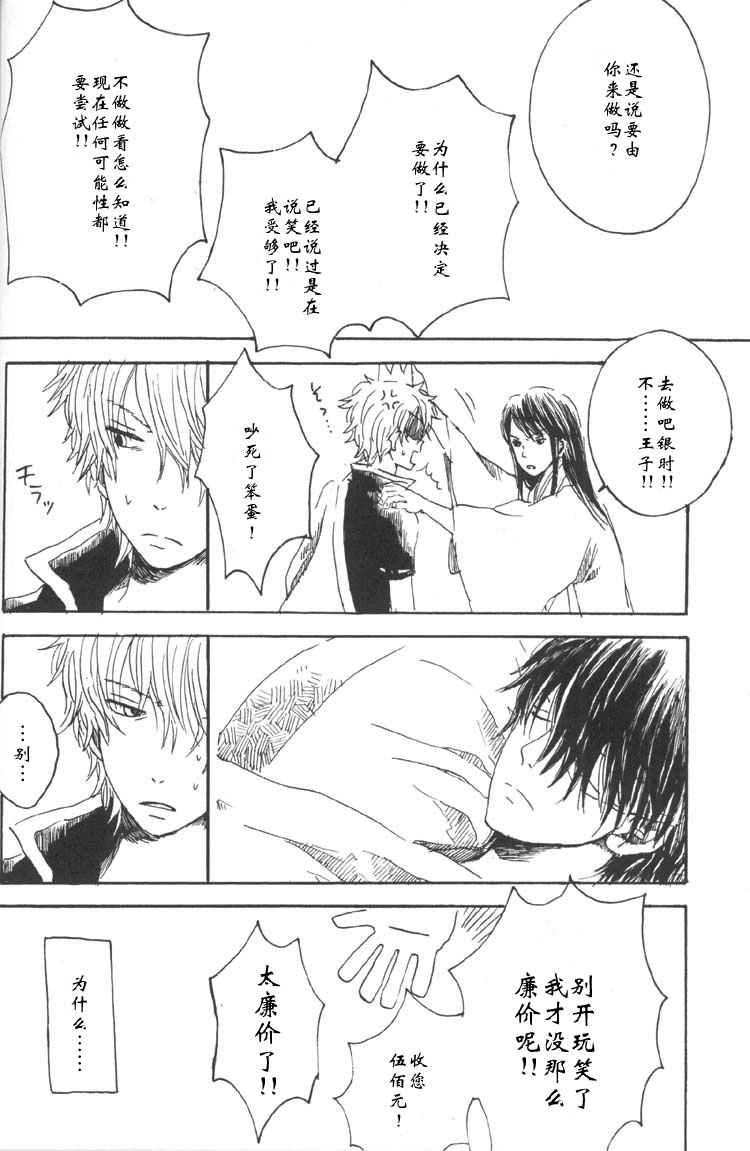 还是说要由
你来做吗？
为什么已经决定
要做了!!
已经说过是在
说笑吧!!
我受够了!!
不做做看怎么知道!!
现在任何可能性都
要尝试!!
去做吧银时!!
不……王子!!
吵死了笨蛋！
モラッ
…别…
别开玩笑了
我才没那么
廉价呢!!
收您
伍佰元！
太廉价了!!
为什么……